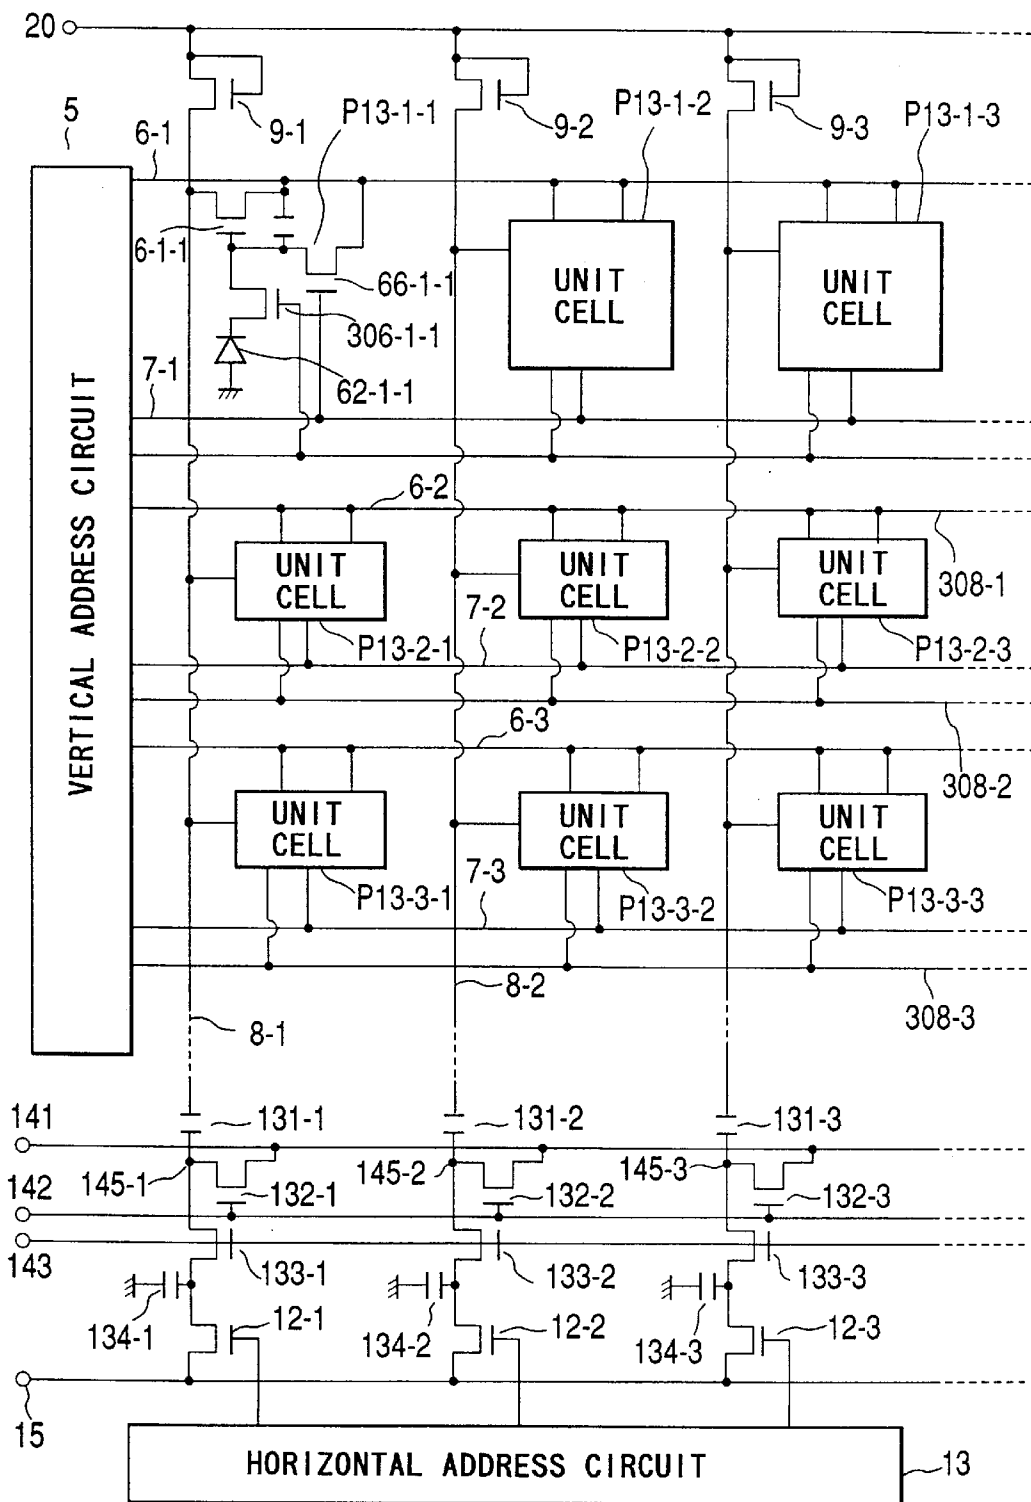 20
5
6-1
9-1
P13-1-1
9-2
P13-1-2
9-3
P13-1-3
6-1-1
66-1-1
UNIT
CELL
UNIT
CELL
306-1-1
7-1
62-1-1
VERTICAL ADDRESS CIRCUIT
6-2
UNIT
CELL
UNIT
CELL
UNIT
CELL
308-1
7-2
P13-2-1
P13-2-2
P13-2-3
6-3
308-2
UNIT
CELL
UNIT
CELL
UNIT
CELL
7-3
P13-3-1
P13-3-2
P13-3-3
8-2
308-3
8-1
141
131-1
131-2
131-3
145-1
145-2
145-3
142
132-1
132-2
132-3
143
133-1
133-2
133-3
134-1
12-1
134-2
12-2
134-3
12-3
15
HORIZONTAL ADDRESS CIRCUIT
13